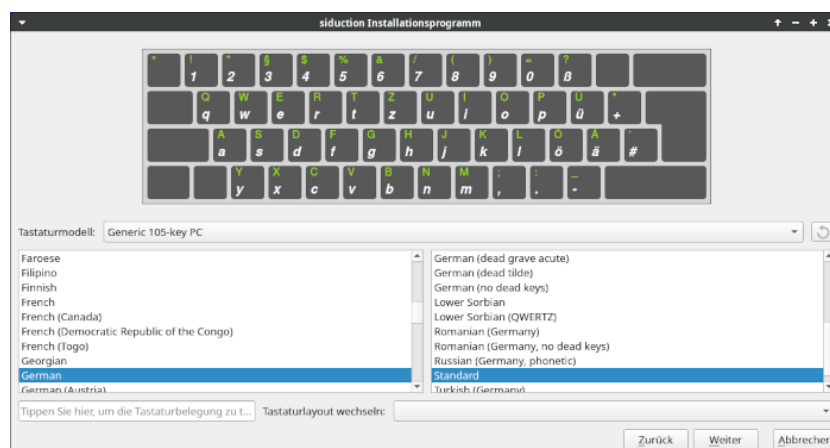 siduction Installationsprogramm
° ! " § $ % & / ( ) = ?
1 2 3 4 5 6 7 8 9 0 ß
Q W E R T Z U I O P Ü *
q w e r t z u i o p ü +
A S D F G H J K L Ö Ä '
a s d f g h j k l ö ä #
Y X C V B N M ; : _
y x c v b n m , . -
Tastaturmodell: Generic 105-key PC
Faroese
Filipino
Finnish
French
French (Canada)
French (Democratic Republic of the Congo)
French (Togo)
Georgian
German
German (Austria)
German (dead grave acute)
German (dead tilde)
German (no dead keys)
Lower Sorbian
Lower Sorbian (QWERTZ)
Romanian (Germany)
Romanian (Germany, no dead keys)
Russian (Germany, phonetic)
Standard
Turkish (Germany)
Tippen Sie hier, um die Tastaturbelegung zu t... Tastaturlayout wechseln:
Zurück Weiter Abbrechen